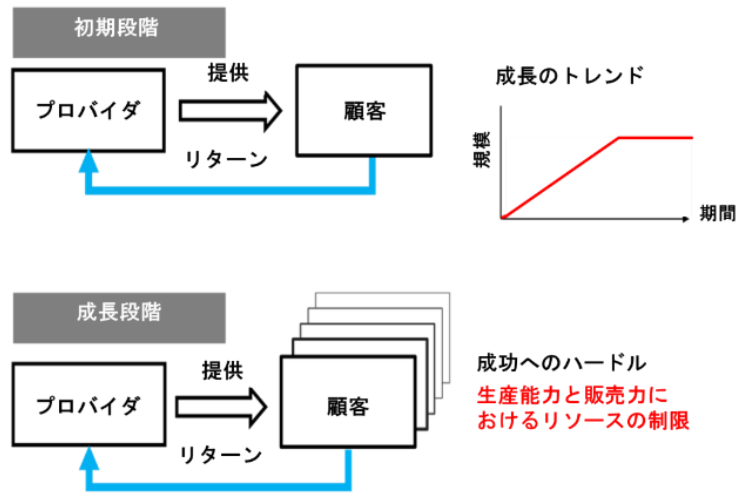 初期段階
プロバイダ
提供
リターン
顧客
成長のトレンド
規模
期間
成長段階
プロバイダ
提供
リターン
顧客
成功へのハードル
生産能力と販売力に
おけるリソースの制限